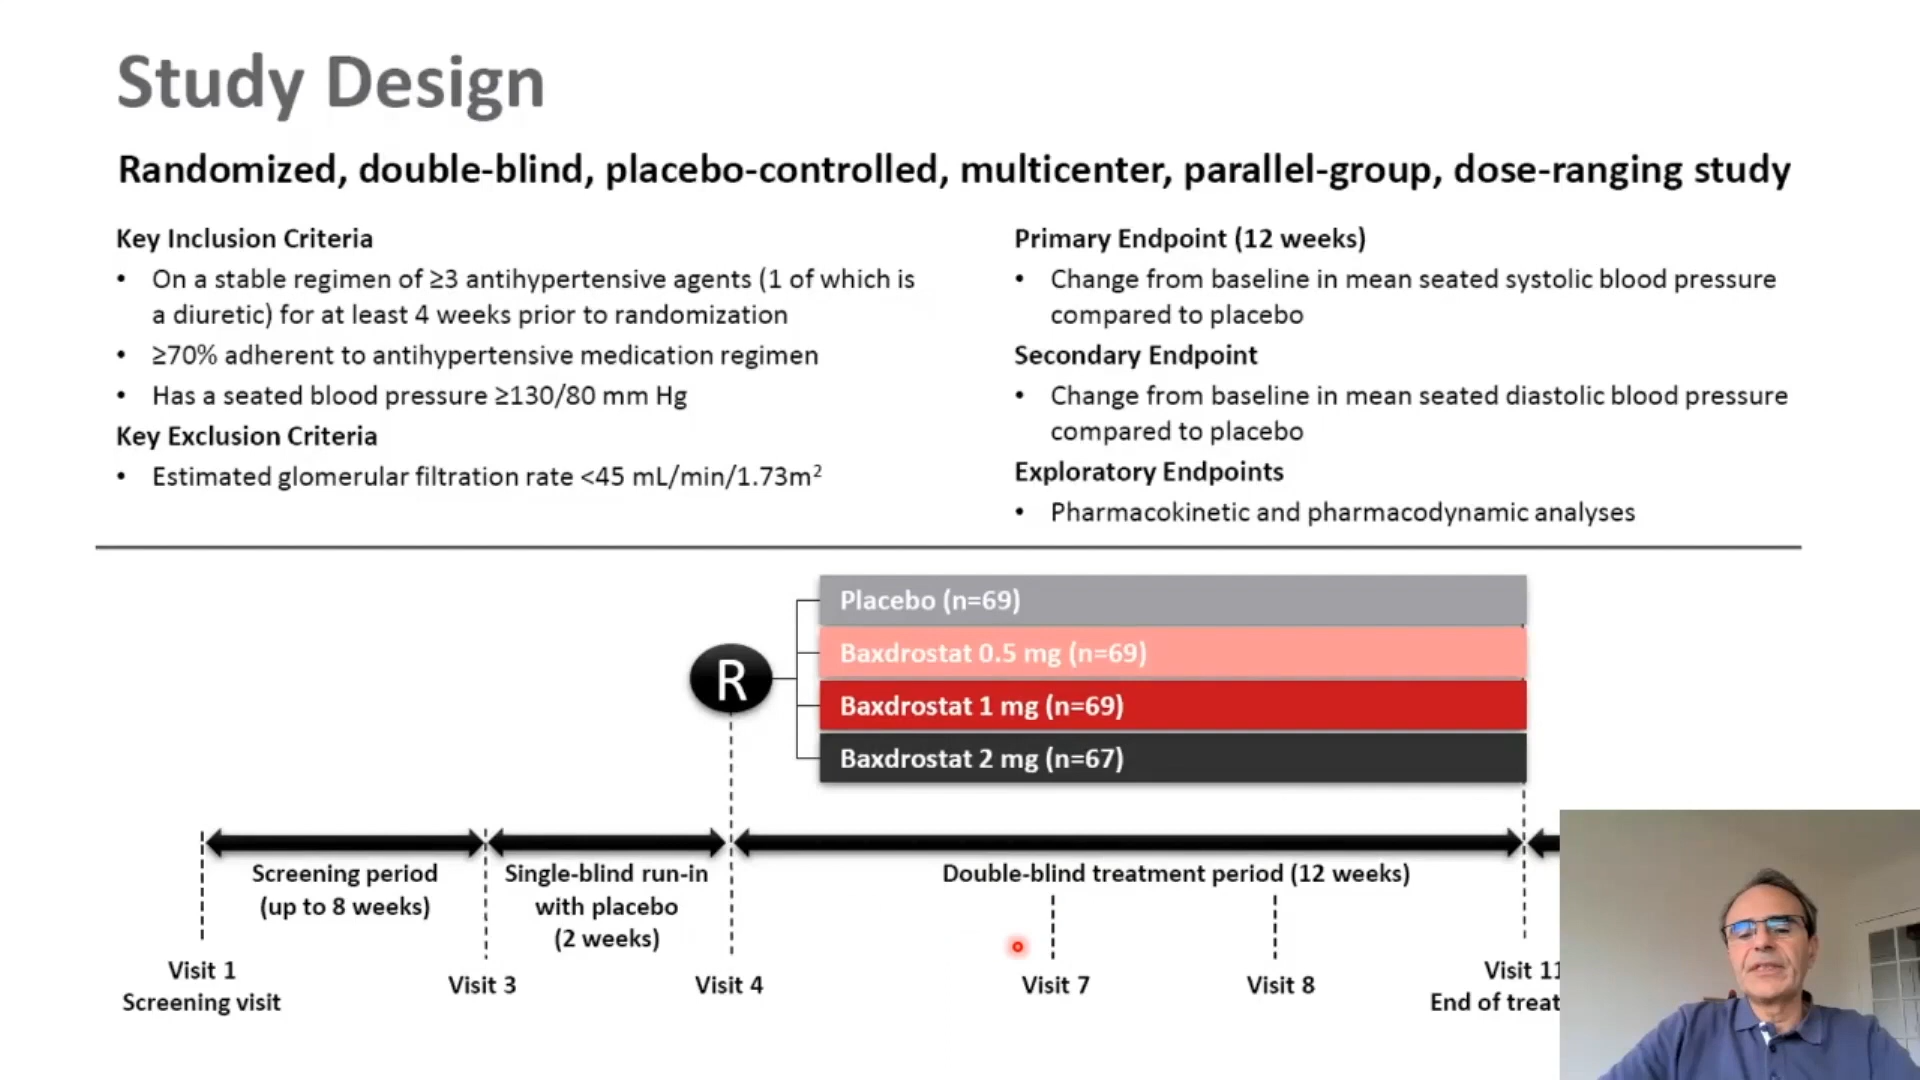 Study Design
Randomized, double-blind, placebo-controlled, multicenter, parallel-group, dose-ranging study
Key Inclusion Criteria
• On a stable regimen of ≥3 antihypertensive agents (1 of which is
a diuretic) for at least 4 weeks prior to randomization
• ≥70% adherent to antihypertensive medication regimen
• Has a seated blood pressure ≥130/80 mm Hg
Key Exclusion Criteria
• Estimated glomerular filtration rate <45 mL/min/1.73m²
Primary Endpoint (12 weeks)
• Change from baseline in mean seated systolic blood pressure
compared to placebo
Secondary Endpoint
• Change from baseline in mean seated diastolic blood pressure
compared to placebo
Exploratory Endpoints
• Pharmacokinetic and pharmacodynamic analyses
R
Placebo (n=69)
Baxdrostat 0.5 mg (n=69)
Baxdrostat 1 mg (n=69)
Baxdrostat 2 mg (n=67)
Screening period
(up to 8 weeks)
Single-blind run-in
with placebo
(2 weeks)
Double-blind treatment period (12 weeks)
Visit 1
Screening visit
Visit 3
Visit 4
Visit 7
Visit 8
Visit 11
End of treat